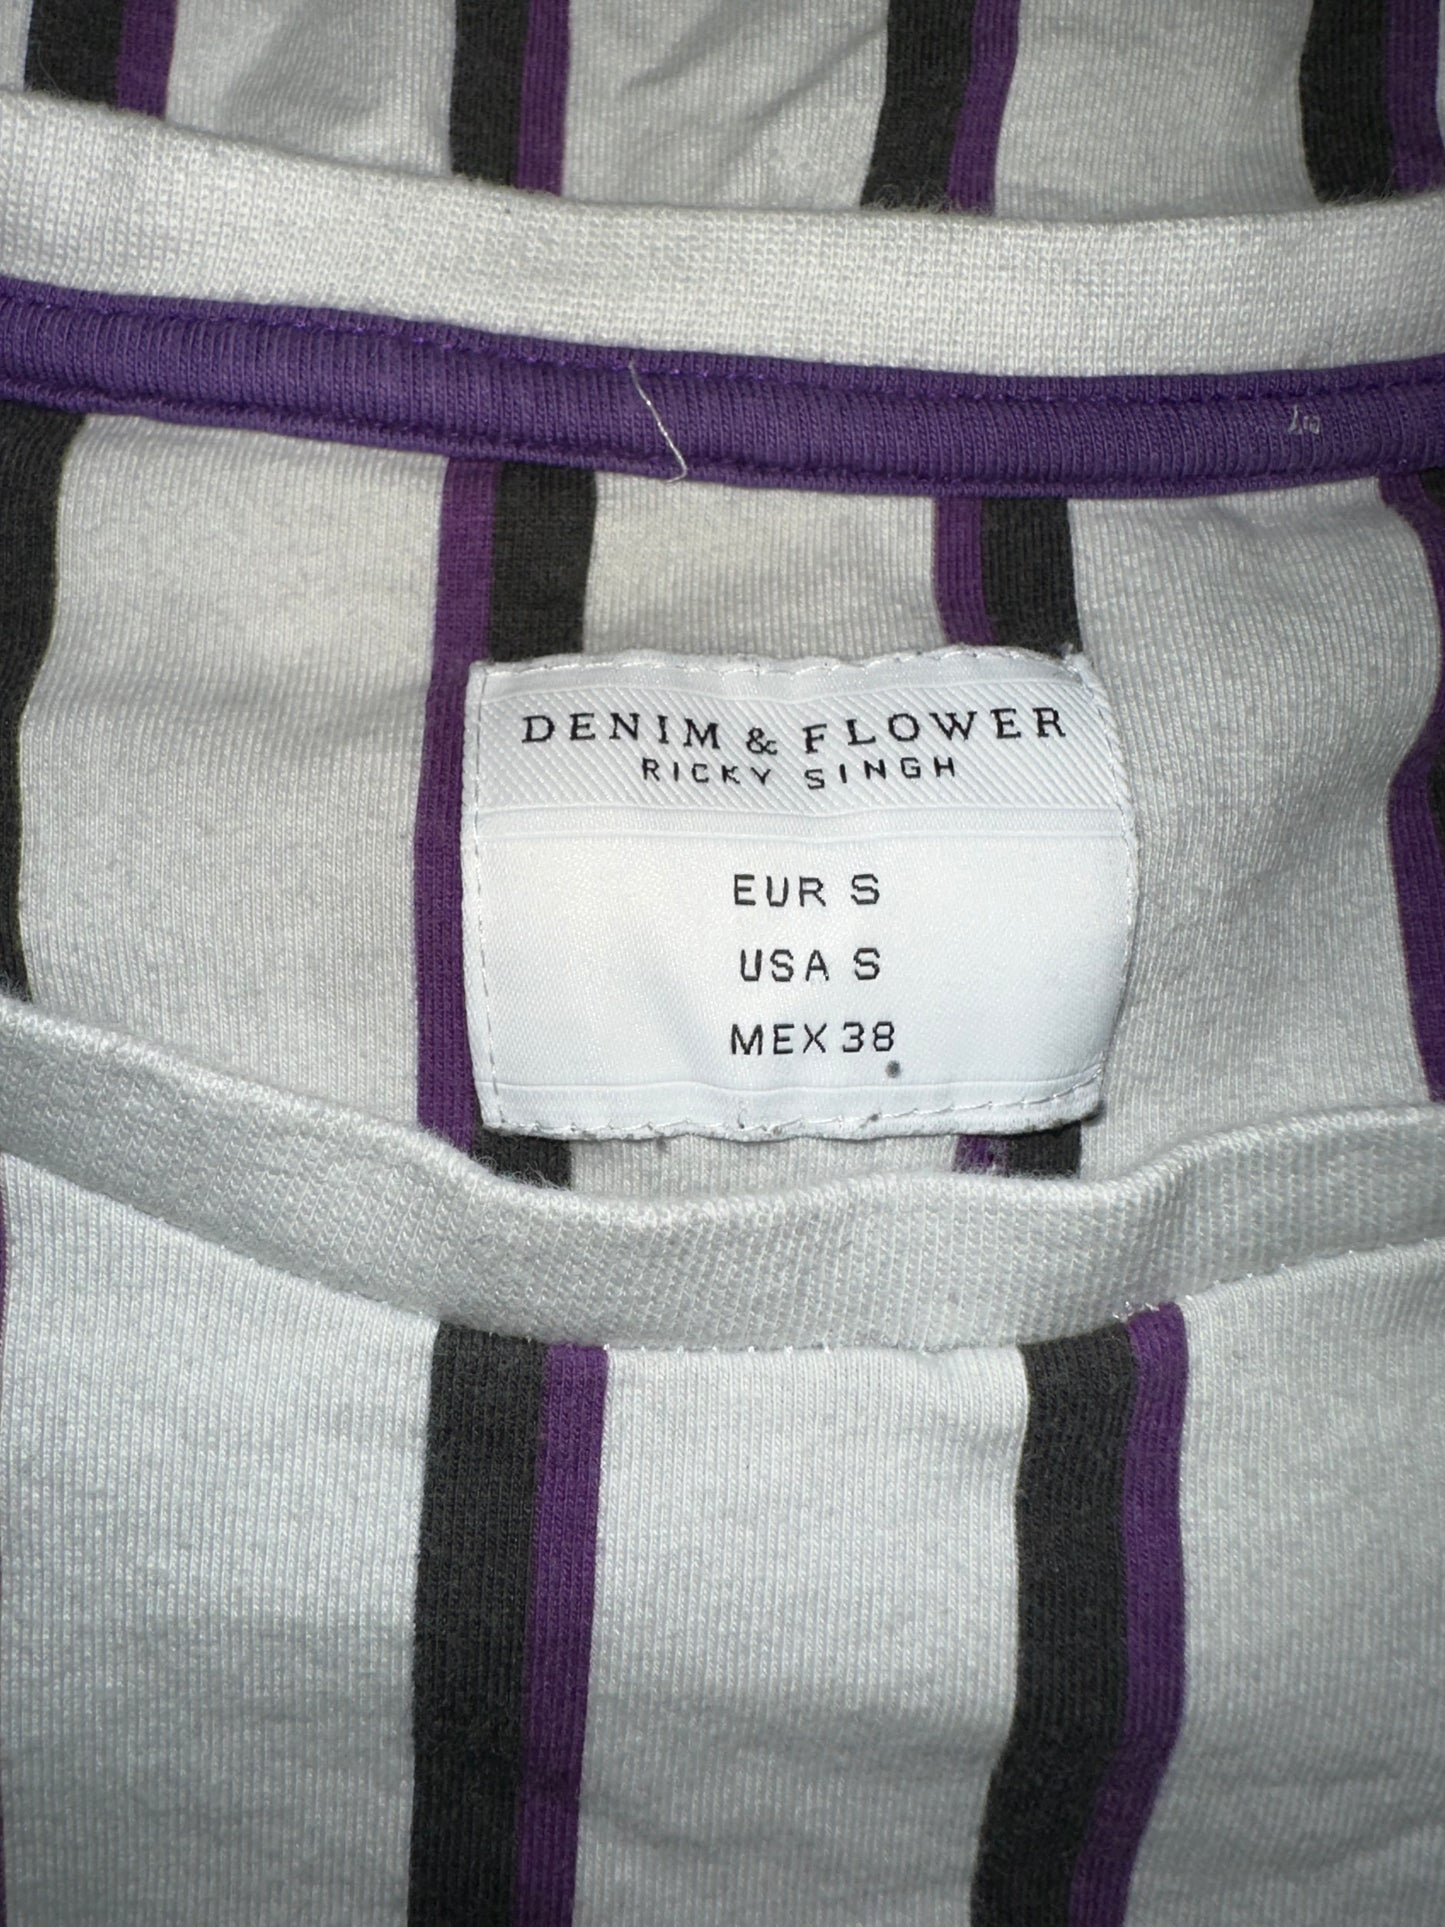 DENIM & FLOWER
RICKY SINGH
EUR S
USA S
MEX 38